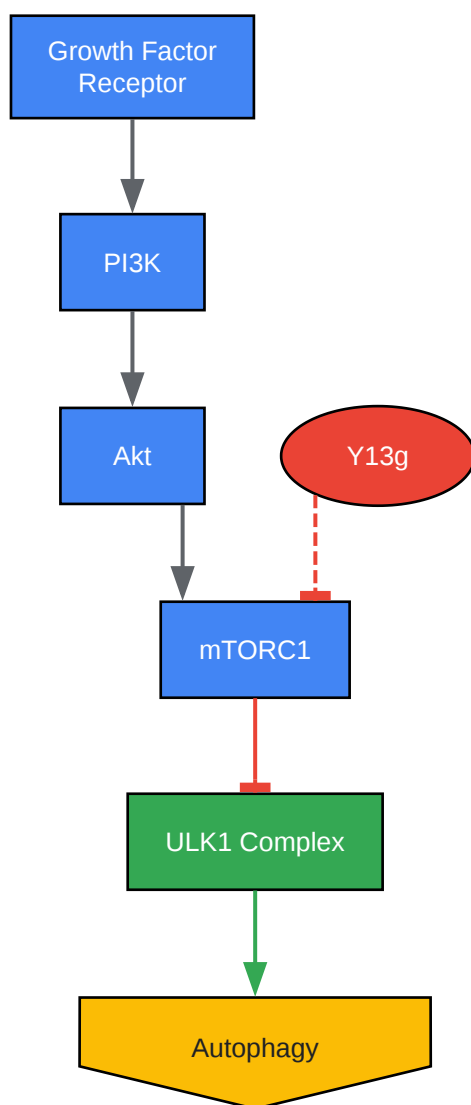 Growth Factor
Receptor
PI3K
Akt
Y13g
mTORC1
ULK1 Complex
Autophagy